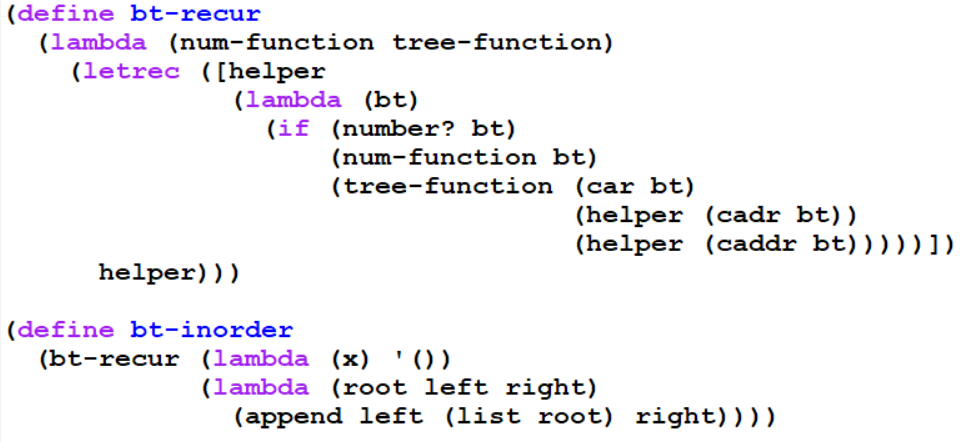 (define bt-recur
  (lambda (num-function tree-function)
    (letrec ([helper
              (lambda (bt)
                (if (number? bt)
                    (num-function bt)
                    (tree-function (car bt)
                                   (helper (cadr bt))
                                   (helper (caddr bt)))))])
      helper)))

(define bt-inorder
  (bt-recur (lambda (x) '())
            (lambda (root left right)
              (append left (list root) right))))